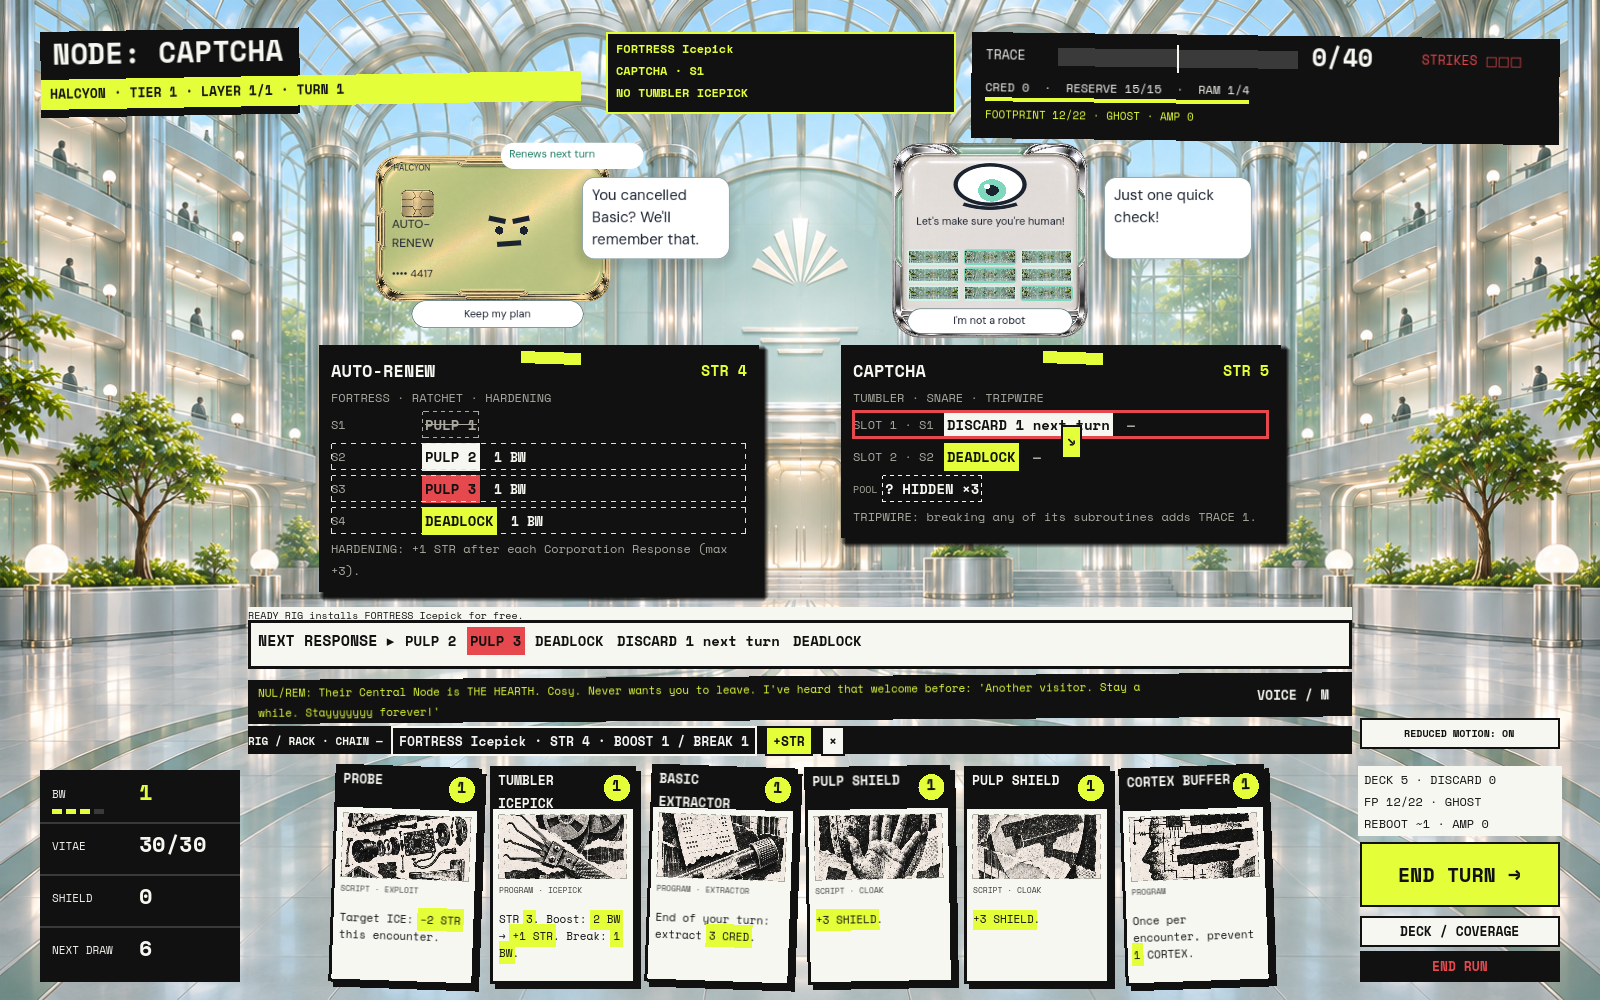 NODE: CAPTCHA
HALCYON · TIER 1 · LAYER 1/1 · TURN 1
FORTRESS Icepick
CAPTCHA · S1
NO TUMBLER ICEPICK
TRACE 0/40 STRIKES □□□
CRED 0 · RESERVE 15/15 · RAM 1/4
FOOTPRINT 12/22 · GHOST · AMP 0
HALCYON
Renews next turn
AUTO-
RENEW
•••• 4417
Keep my plan
You cancelled
Basic? We'll
remember that.
Let's make sure you're human!
I'm not a robot
Just one quick
check!
AUTO-RENEW STR 4
FORTRESS · RATCHET · HARDENING
S1 PULP 1
S2 PULP 2 1 BW
S3 PULP 3 1 BW
S4 DEADLOCK 1 BW
HARDENING: +1 STR after each Corporation Response (max
+3).
CAPTCHA STR 5
TUMBLER · SNARE · TRIPWIRE
SLOT 1 · S1 DISCARD 1 next turn —
↘
SLOT 2 · S2 DEADLOCK —
POOL ? HIDDEN ×3
TRIPWIRE: breaking any of its subroutines adds TRACE 1.
READY RIG installs FORTRESS Icepick for free.
NEXT RESPONSE ▸ PULP 2 PULP 3 DEADLOCK DISCARD 1 next turn DEADLOCK
NUL/REM: Their Central Node is THE HEARTH. Cosy. Never wants you to leave. I've heard that welcome before: 'Another visitor. Stay a
while. Stayyyyyyy forever!'
VOICE / M
RIG / RACK · CHAIN — FORTRESS Icepick · STR 4 · BOOST 1 / BREAK 1 +STR ×
REDUCED MOTION: ON
BW 1
VITAE 30/30
SHIELD 0
NEXT DRAW 6
PROBE 1
SCRIPT · EXPLOIT
Target ICE: -2 STR
this encounter.
TUMBLER
ICEPICK 1
PROGRAM · ICEPICK
STR 3. Boost: 2 BW
→ +1 STR. Break: 1
BW.
BASIC
EXTRACTOR 1
PROGRAM · EXTRACTOR
End of your turn:
extract 3 CRED.
PULP SHIELD 1
SCRIPT · CLOAK
+3 SHIELD.
PULP SHIELD 1
SCRIPT · CLOAK
+3 SHIELD.
CORTEX BUFFER 1
PROGRAM
Once per
encounter, prevent
1 CORTEX.
DECK 5 · DISCARD 0
FP 12/22 · GHOST
REBOOT ~1 · AMP 0
END TURN →
DECK / COVERAGE
END RUN